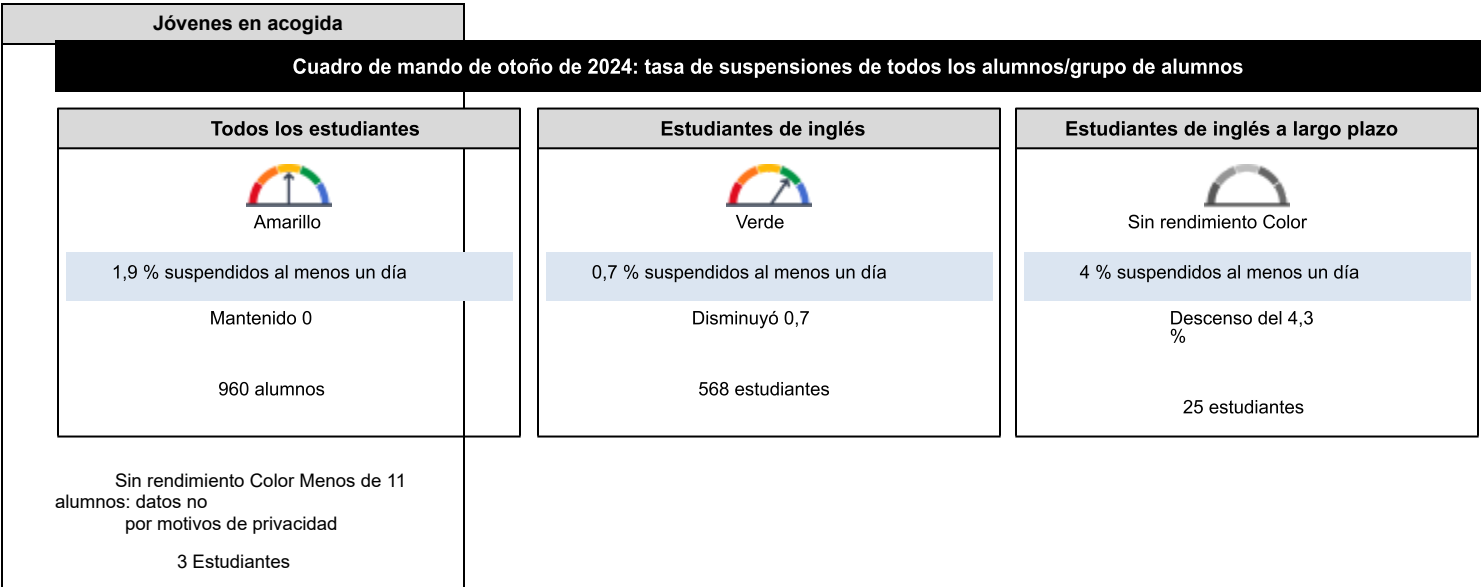 Jóvenes en acogida
Cuadro de mando de otoño de 2024: tasa de suspensiones de todos los alumnos/grupo de alumnos
Todos los estudiantes
Amarillo
1,9 % suspendidos al menos un día
Mantenido 0
960 alumnos
Estudiantes de inglés
Verde
0,7 % suspendidos al menos un día
Disminuyó 0,7
568 estudiantes
Estudiantes de inglés a largo plazo
Sin rendimiento Color
4 % suspendidos al menos un día
Descenso del 4,3
%
25 estudiantes
Sin rendimiento Color Menos de 11
alumnos: datos no
por motivos de privacidad
3 Estudiantes